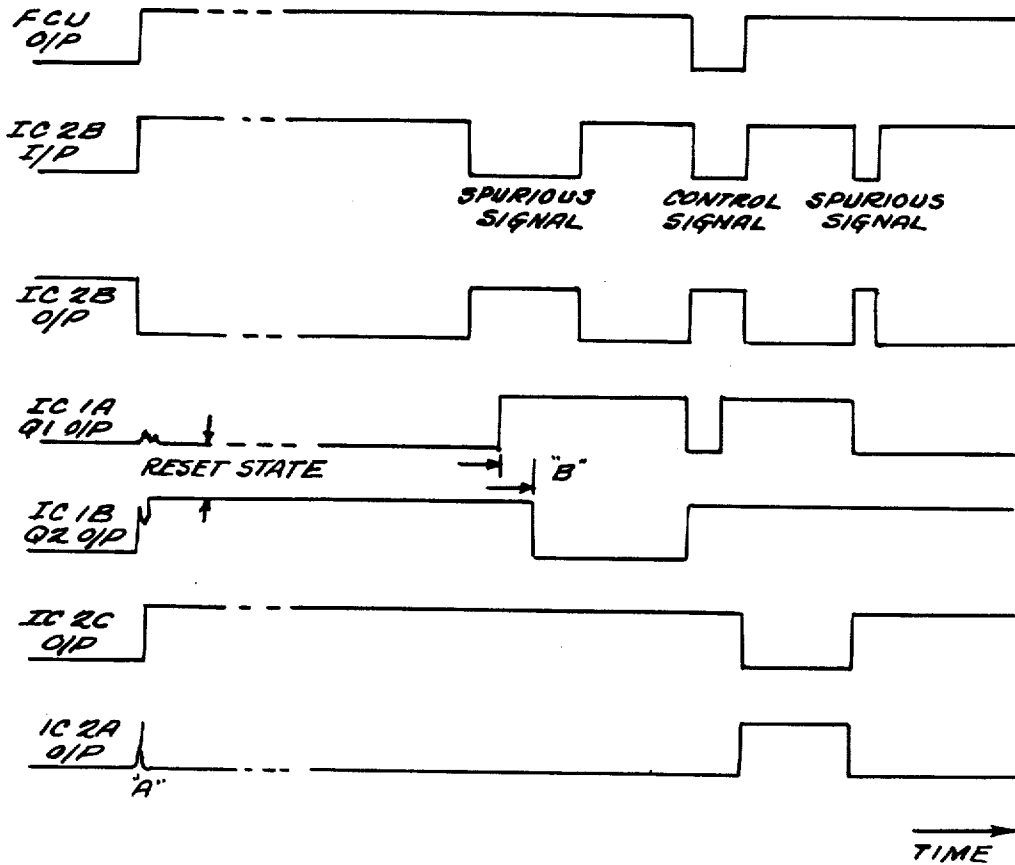 FCU
O/P
IC 2B
I/P
SPURIOUS
SIGNAL
CONTROL
SIGNAL
SPURIOUS
SIGNAL
IC 2B
O/P
IC 1A
Q1 O/P
RESET STATE
"B"
IC 1B
Q2 O/P
IC 2C
O/P
IC 2A
O/P
"A"
TIME